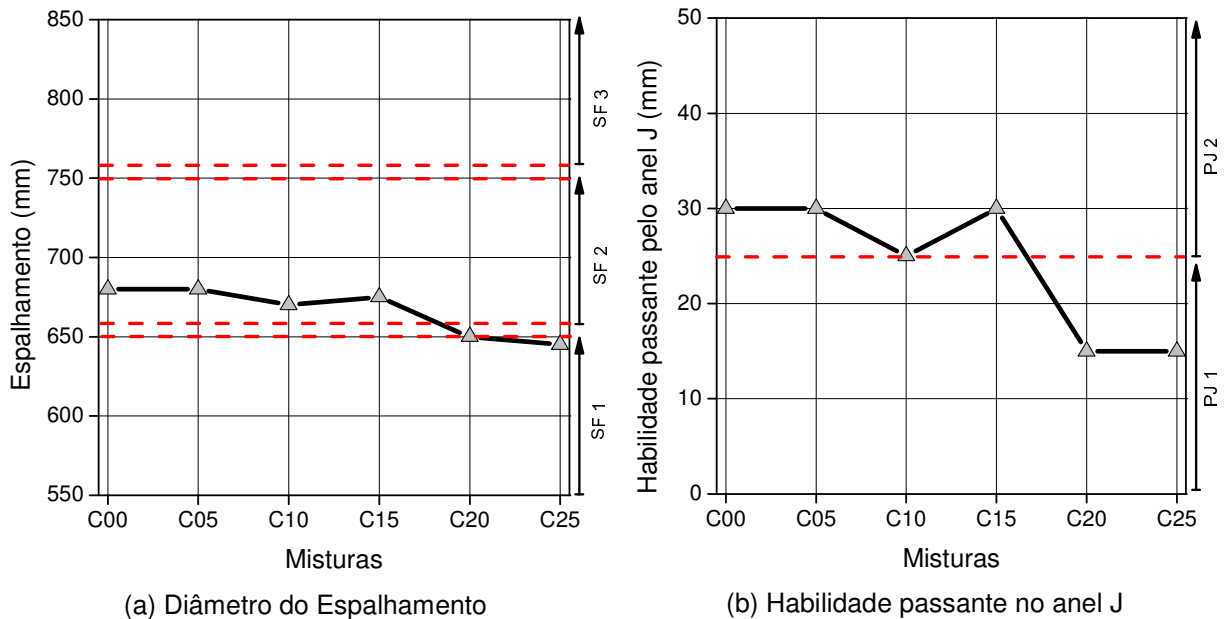 Espalhamento (mm)
850
800
750
700
650
600
550
C00 C05 C10 C15 C20 C25
Misturas
SF 3
SF 2
SF 1
(a) Diâmetro do Espalhamento
Habilidade passante pelo anel J (mm)
50
40
30
20
10
0
C00 C05 C10 C15 C20 C25
Misturas
PJ 2
PJ 1
(b) Habilidade passante no anel J